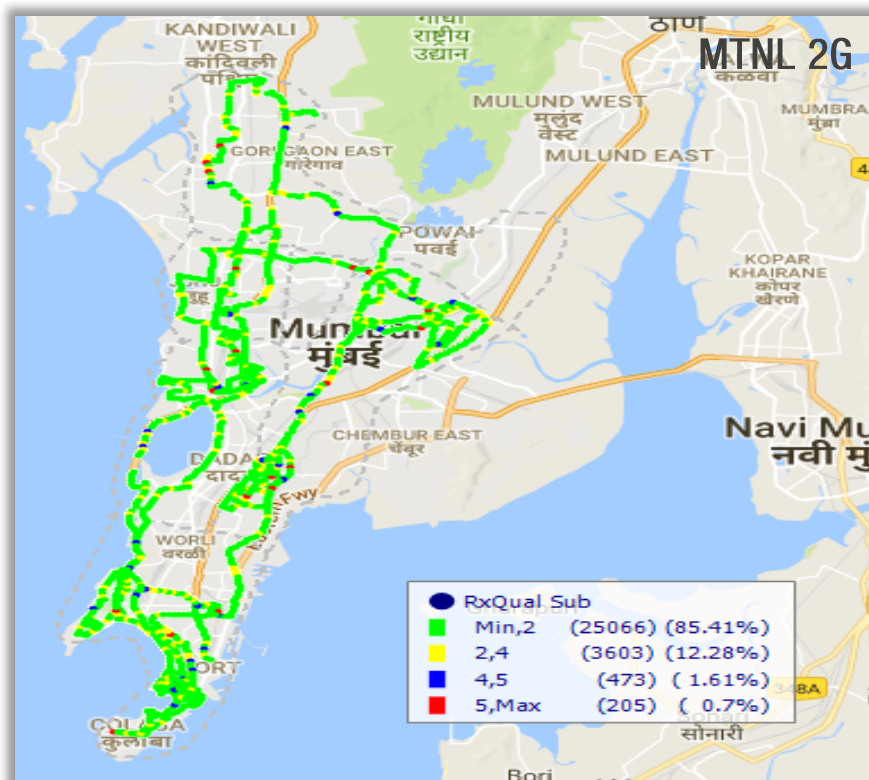 गांधी
राष्ट्रीय
उद्यान
ठाणे
MTNL 2G
KANDIWALI
WEST
कांदिवली
कळवा
MULUND WEST
मुलुंड
वेस्ट
MUMBRA
मुंब्रा
MULUND EAST
GOREGAON EAST
गोरेगाव
POWAI
पवई
KOPAR
KHAIRANE
कोपर
खैरणे
Mumbai
मुंबई
CHEMBUR EAST
चेंबूर
Navi Mu
नवी मुं
DADAR
दादर
Eastern Fwy
WORLI
वरळी
FORT
COLABA
कुलाबा
RxQual Sub
Min,2 (25066) (85.41%)
2,4 (3603) (12.28%)
4,5 (473) ( 1.61%)
5,Max (205) ( 0.7%)
348A
Sonari
सोनारी
Bori